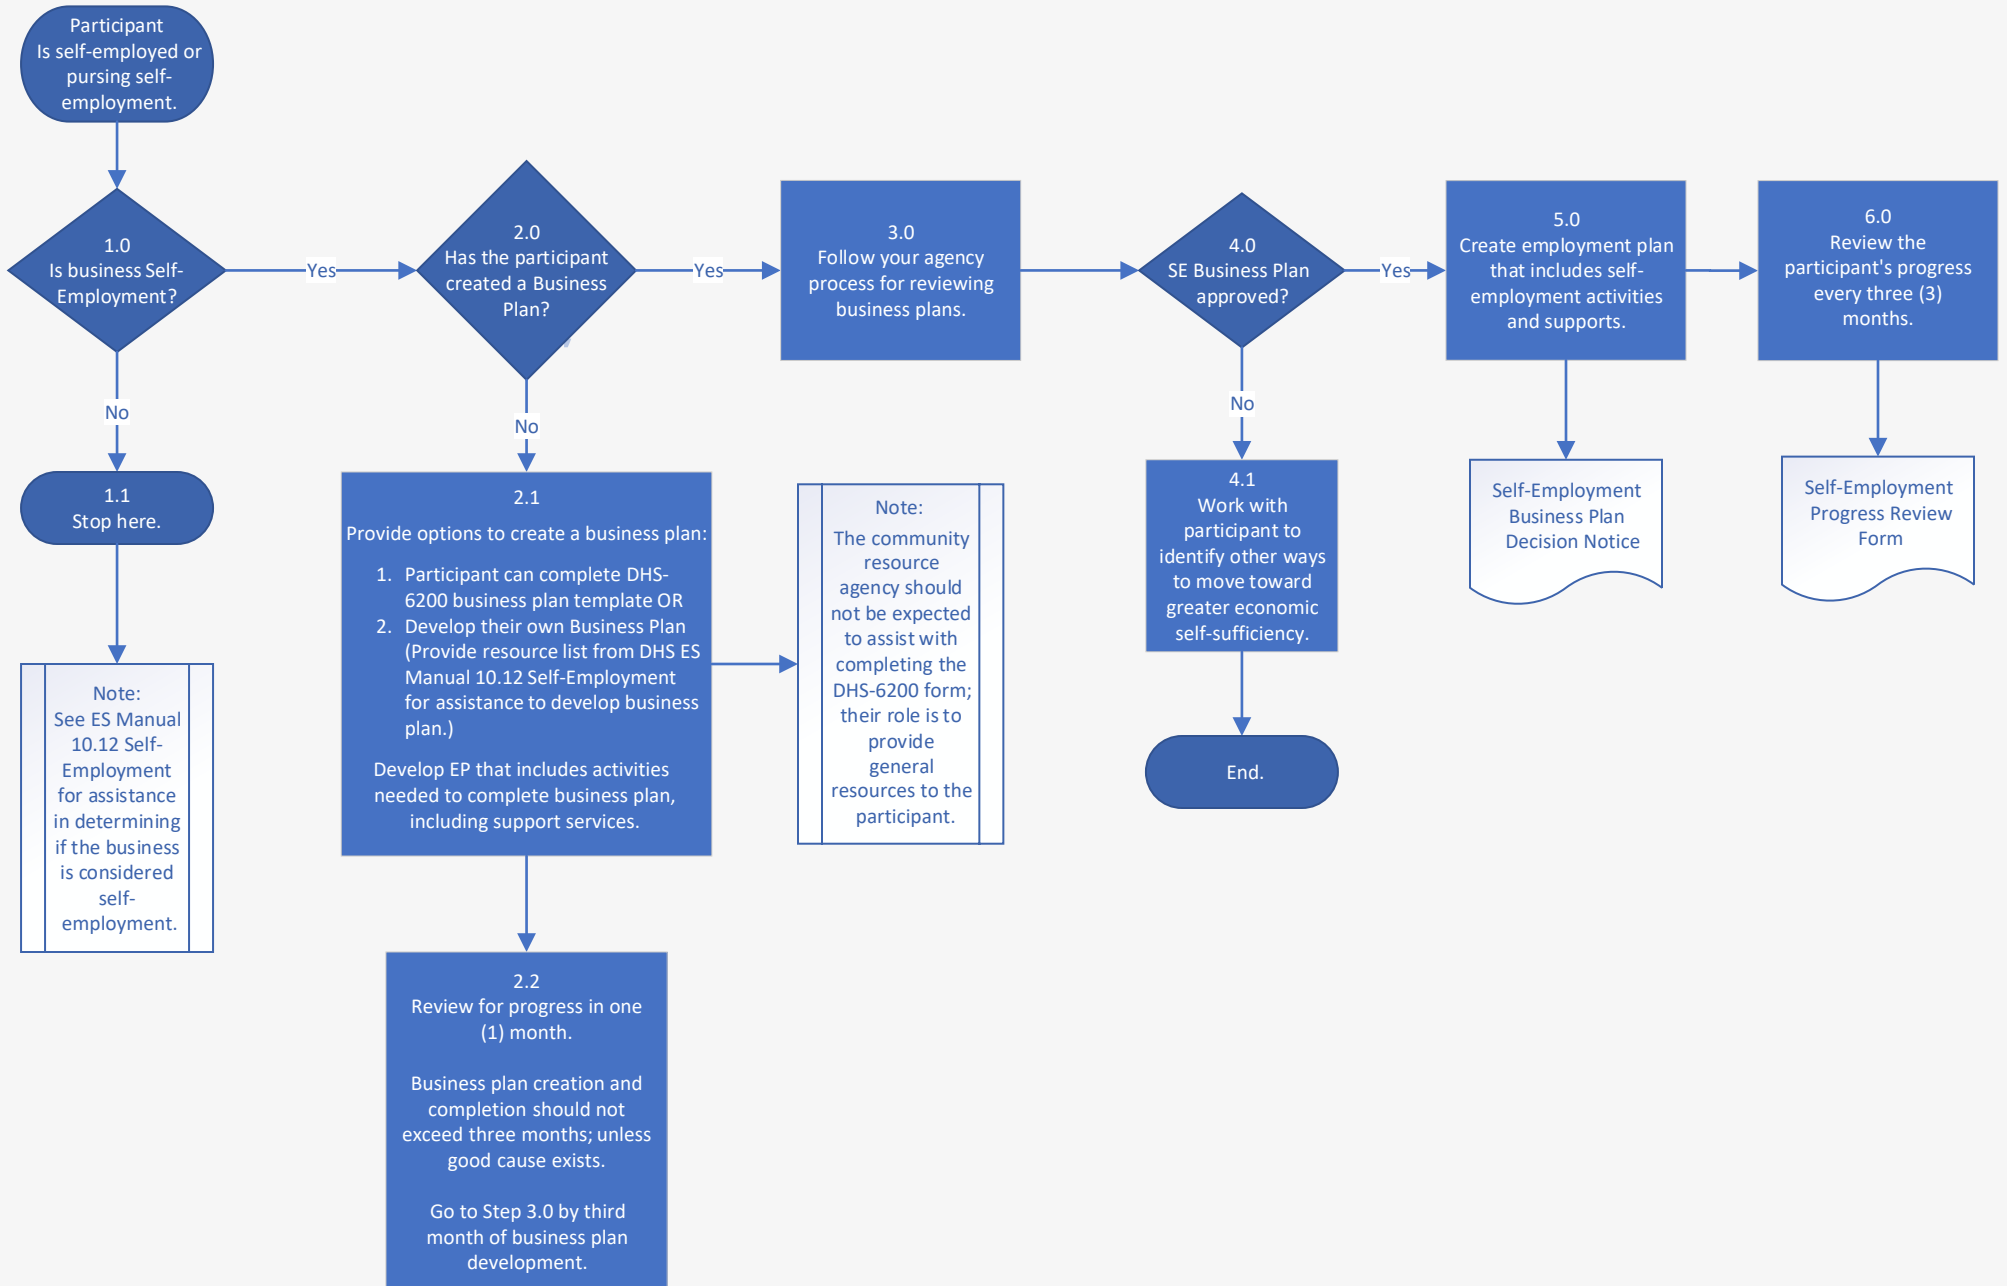 Participant
Is self-employed or
pursing self-
employment.
1.0
Is business Self-
Employment?
Yes
No
1.1
Stop here.
Note:
See ES Manual
10.12 Self-
Employment
for assistance
in determining
if the business
is considered
self-
employment.
2.0
Has the participant
created a Business
Plan?
Yes
No
2.1
Provide options to create a business plan:
1. Participant can complete DHS-
6200 business plan template OR
2. Develop their own Business Plan
(Provide resource list from DHS ES
Manual 10.12 Self-Employment
for assistance to develop business
plan.)
Develop EP that includes activities
needed to complete business plan,
including support services.
Note:
The community
resource
agency should
not be expected
to assist with
completing the
DHS-6200 form;
their role is to
provide
general
resources to the
participant.
2.2
Review for progress in one
(1) month.
Business plan creation and
completion should not
exceed three months; unless
good cause exists.
Go to Step 3.0 by third
month of business plan
development.
3.0
Follow your agency
process for reviewing
business plans.
4.0
SE Business Plan
approved?
Yes
No
4.1
Work with
participant to
identify other ways
to move toward
greater economic
self-sufficiency.
End.
5.0
Create employment plan
that includes self-
employment activities
and supports.
Self-Employment
Business Plan
Decision Notice
6.0
Review the
participant's progress
every three (3)
months.
Self-Employment
Progress Review
Form